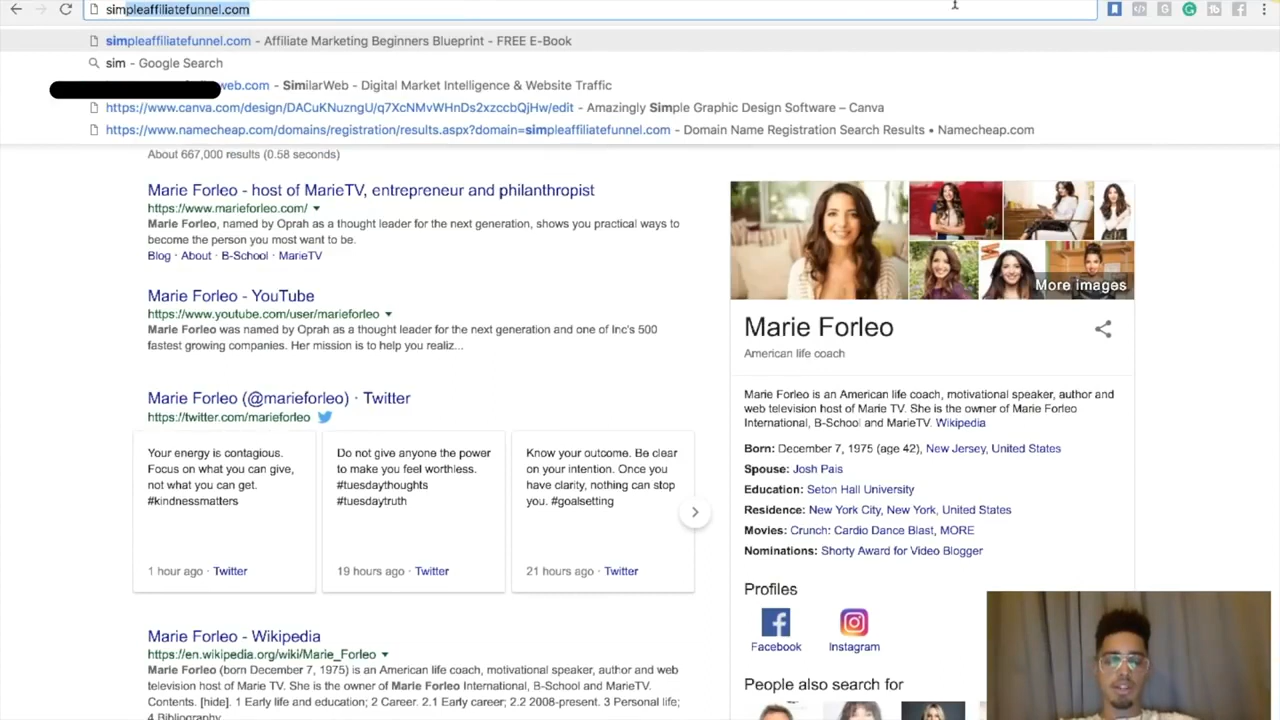 simpleaffiliatefunnel.com
simpleaffiliatefunnel.com - Affiliate Marketing Beginners Blueprint - FREE E-Book
sim - Google Search
web.com - SimilarWeb - Digital Market Intelligence & Website Traffic
https://www.canva.com/design/DACuKNuzngU/q7XcNMvWHnDs2xzccbQjHw/edit - Amazingly Simple Graphic Design Software – Canva
https://www.namecheap.com/domains/registration/results.aspx?domain=simpleaffiliatefunnel.com - Domain Name Registration Search Results • Namecheap.com
About 667,000 results (0.58 seconds)
Marie Forleo - host of MarieTV, entrepreneur and philanthropist
https://www.marieforleo.com/
Marie Forleo, named by Oprah as a thought leader for the next generation, shows you practical ways to
become the person you most want to be.
Blog · About · B-School · MarieTV
Marie Forleo - YouTube
https://www.youtube.com/user/marieforleo
Marie Forleo was named by Oprah as a thought leader for the next generation and one of Inc's 500
fastest growing companies. Her mission is to help you realiz...
Marie Forleo (@marieforleo) · Twitter
https://twitter.com/marieforleo
Your energy is contagious.
Focus on what you can give,
not what you can get.
#kindnessmatters
1 hour ago · Twitter
Do not give anyone the power
to make you feel worthless.
#tuesdaythoughts
#tuesdaytruth
19 hours ago · Twitter
Know your outcome. Be clear
on your intention. Once you
have clarity, nothing can stop
you. #goalsetting
21 hours ago · Twitter
Marie Forleo - Wikipedia
https://en.wikipedia.org/wiki/Marie_Forleo
Marie Forleo (born December 7, 1975) is an American life coach, motivational speaker, author and web
television host of Marie TV. She is the owner of Marie Forleo International, B-School and MarieTV.
Contents. [hide]. 1 Early life and education; 2 Career. 2.1 Early career; 2.2 2008-present. 3 Personal life;
4 Bibliography
More images
Marie Forleo
American life coach
Marie Forleo is an American life coach, motivational speaker, author and
web television host of Marie TV. She is the owner of Marie Forleo
International, B-School and MarieTV. Wikipedia
Born: December 7, 1975 (age 42), New Jersey, United States
Spouse: Josh Pais
Education: Seton Hall University
Residence: New York City, New York, United States
Movies: Crunch: Cardio Dance Blast, MORE
Nominations: Shorty Award for Video Blogger
Profiles
Facebook
Instagram
People also search for